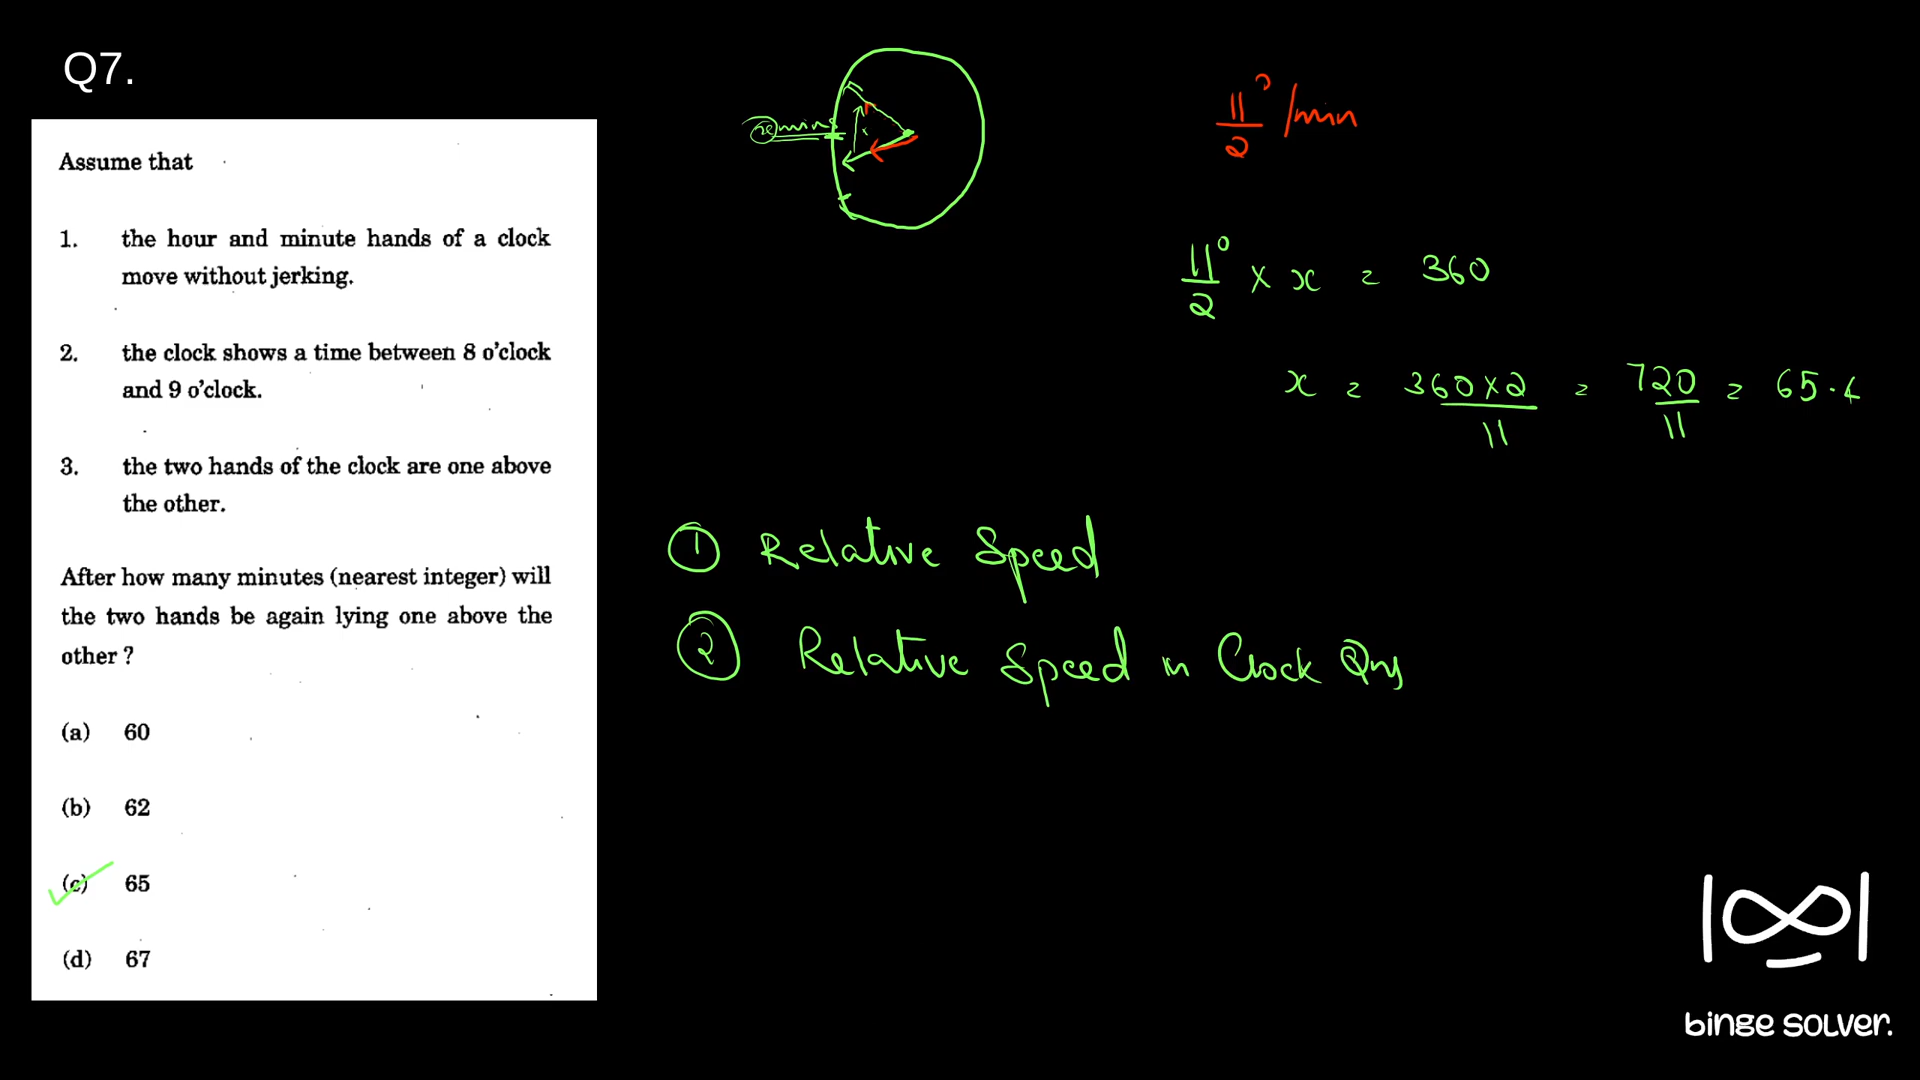 Q7.
Assume that
1. the hour and minute hands of a clock
move without jerking.
2. the clock shows a time between 8 o'clock
and 9 o'clock.
3. the two hands of the clock are one above
the other.
After how many minutes (nearest integer) will
the two hands be again lying one above the
other ?
(a) 60
(b) 62
(c) 65
(d) 67
mins
11°/2 /min
11°/2 × x = 360
x = 360×2/11 = 720/11 = 65.4
① Relative Speed
② Relative Speed in Clock Qns
binge solver.